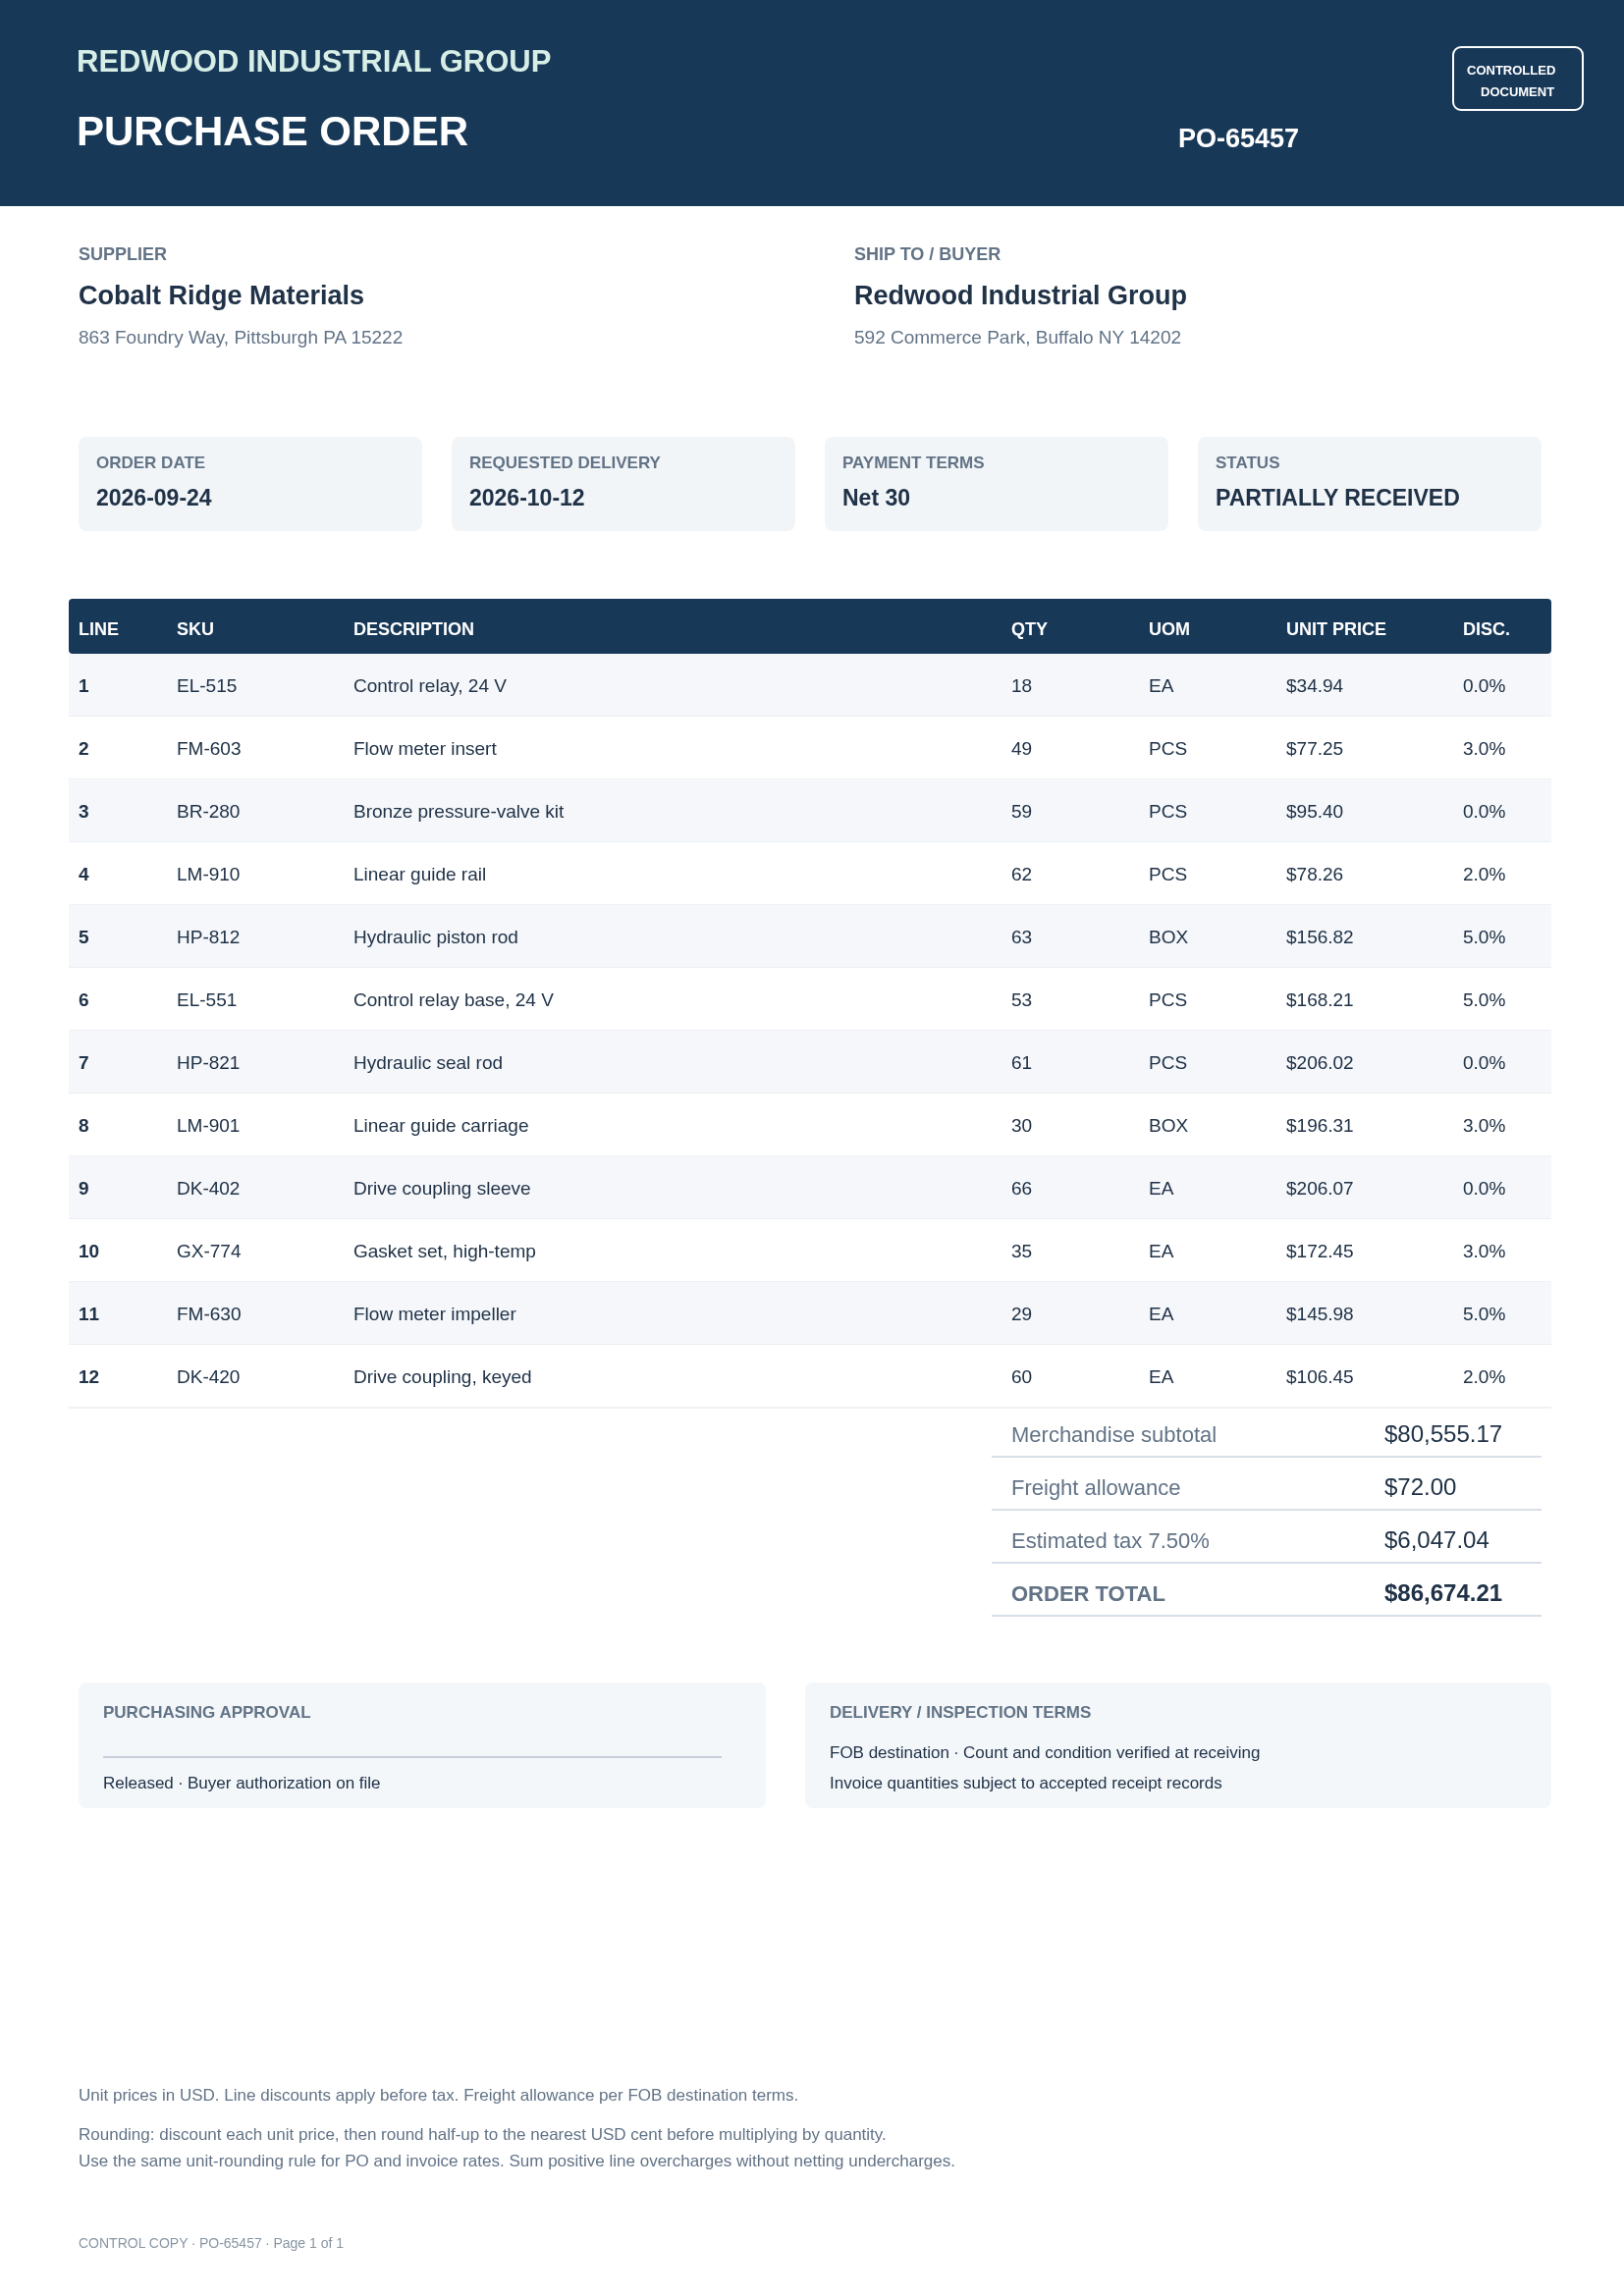 REDWOOD INDUSTRIAL GROUP
CONTROLLED
DOCUMENT
PURCHASE ORDER
PO-65457
SUPPLIER
Cobalt Ridge Materials
863 Foundry Way, Pittsburgh PA 15222
SHIP TO / BUYER
Redwood Industrial Group
592 Commerce Park, Buffalo NY 14202
ORDER DATE
2026-09-24
REQUESTED DELIVERY
2026-10-12
PAYMENT TERMS
Net 30
STATUS
PARTIALLY RECEIVED
LINE SKU DESCRIPTION QTY UOM UNIT PRICE DISC.
1 EL-515 Control relay, 24 V 18 EA $34.94 0.0%
2 FM-603 Flow meter insert 49 PCS $77.25 3.0%
3 BR-280 Bronze pressure-valve kit 59 PCS $95.40 0.0%
4 LM-910 Linear guide rail 62 PCS $78.26 2.0%
5 HP-812 Hydraulic piston rod 63 BOX $156.82 5.0%
6 EL-551 Control relay base, 24 V 53 PCS $168.21 5.0%
7 HP-821 Hydraulic seal rod 61 PCS $206.02 0.0%
8 LM-901 Linear guide carriage 30 BOX $196.31 3.0%
9 DK-402 Drive coupling sleeve 66 EA $206.07 0.0%
10 GX-774 Gasket set, high-temp 35 EA $172.45 3.0%
11 FM-630 Flow meter impeller 29 EA $145.98 5.0%
12 DK-420 Drive coupling, keyed 60 EA $106.45 2.0%
Merchandise subtotal $80,555.17
Freight allowance $72.00
Estimated tax 7.50% $6,047.04
ORDER TOTAL $86,674.21
PURCHASING APPROVAL
Released · Buyer authorization on file
DELIVERY / INSPECTION TERMS
FOB destination · Count and condition verified at receiving
Invoice quantities subject to accepted receipt records
Unit prices in USD. Line discounts apply before tax. Freight allowance per FOB destination terms.
Rounding: discount each unit price, then round half-up to the nearest USD cent before multiplying by quantity.
Use the same unit-rounding rule for PO and invoice rates. Sum positive line overcharges without netting undercharges.
CONTROL COPY · PO-65457 · Page 1 of 1